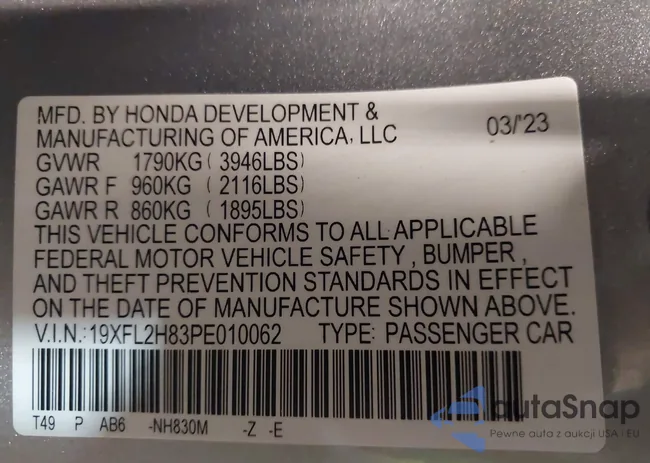 MFD. BY HONDA DEVELOPMENT &
MANUFACTURING OF AMERICA, LLC 03/'23
GVWR 1790KG ( 3946LBS)
GAWR F 960KG ( 2116LBS)
GAWR R 860KG ( 1895LBS)
THIS VEHICLE CONFORMS TO ALL APPLICABLE
FEDERAL MOTOR VEHICLE SAFETY , BUMPER ,
AND THEFT PREVENTION STANDARDS IN EFFECT
ON THE DATE OF MANUFACTURE SHOWN ABOVE.
V.I.N.:19XFL2H83PE010062 TYPE: PASSENGER CAR
T49 P AB6 -NH830M -Z -E
autaSnap
Pewne auta z aukcji USA i EU